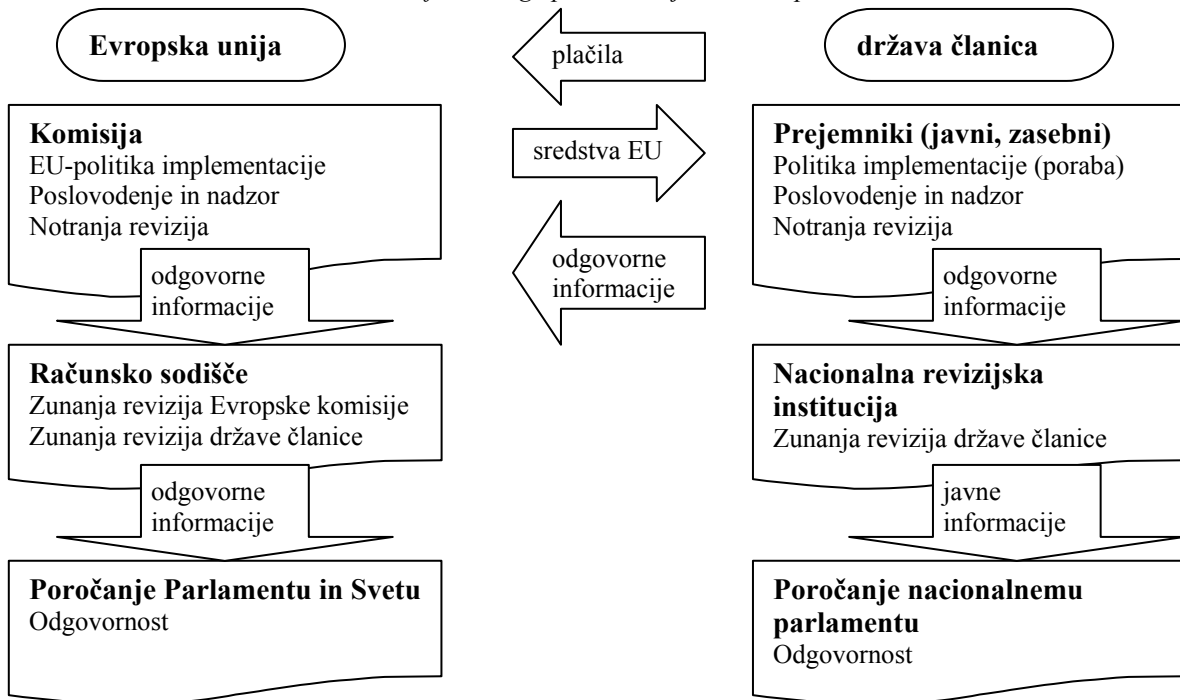 Evropska unija
plačila
država članica
Komisija
EU-politika implementacije
Poslovodenje in nadzor
Notranja revizija
sredstva EU
Prejemniki (javni, zasebni)
Politika implementacije (poraba)
Poslovodenje in nadzor
Notranja revizija
odgovorne
informacije
odgovorne
informacije
odgovorne
informacije
Računsko sodišče
Zunanja revizija Evropske komisije
Zunanja revizija države članice
Nacionalna revizijska
institucija
Zunanja revizija države članice
odgovorne
informacije
javne
informacije
Poročanje Parlamentu in Svetu
Odgovornost
Poročanje nacionalnemu
parlamentu
Odgovornost